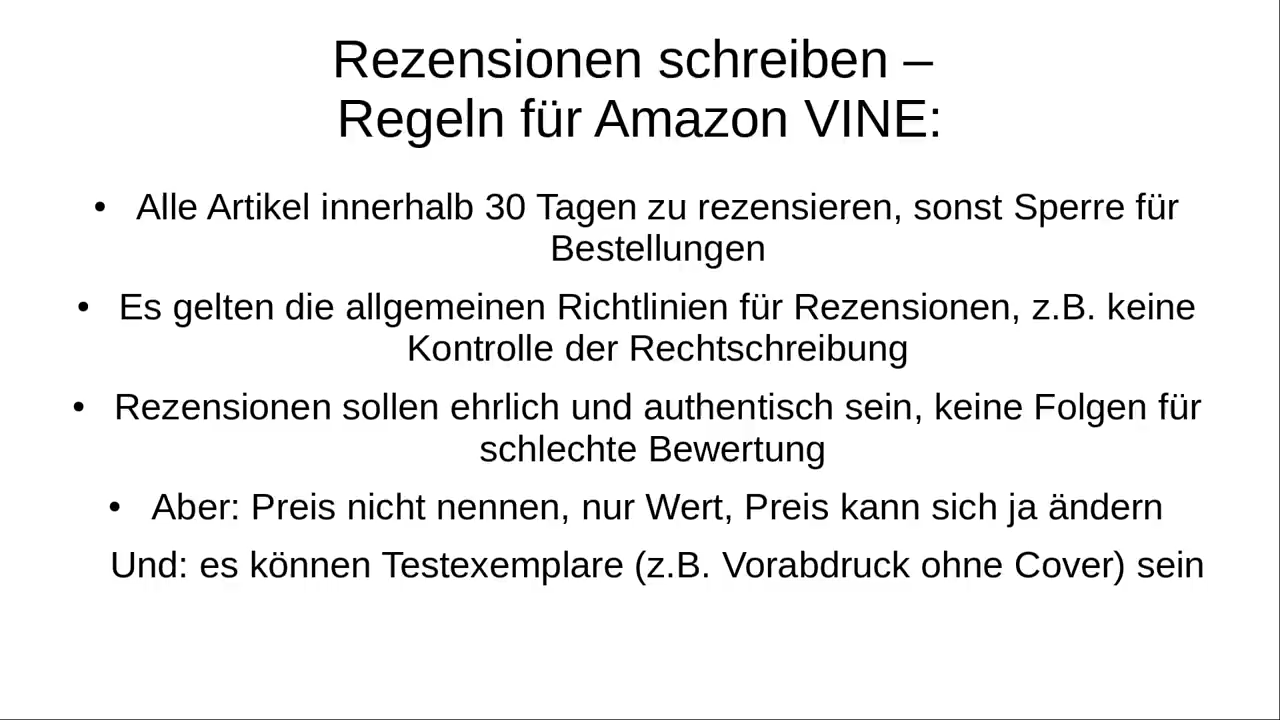 Rezensionen schreiben –
Regeln für Amazon VINE:
• Alle Artikel innerhalb 30 Tagen zu rezensieren, sonst Sperre für
Bestellungen
• Es gelten die allgemeinen Richtlinien für Rezensionen, z.B. keine
Kontrolle der Rechtschreibung
• Rezensionen sollen ehrlich und authentisch sein, keine Folgen für
schlechte Bewertung
• Aber: Preis nicht nennen, nur Wert, Preis kann sich ja ändern
Und: es können Testexemplare (z.B. Vorabdruck ohne Cover) sein